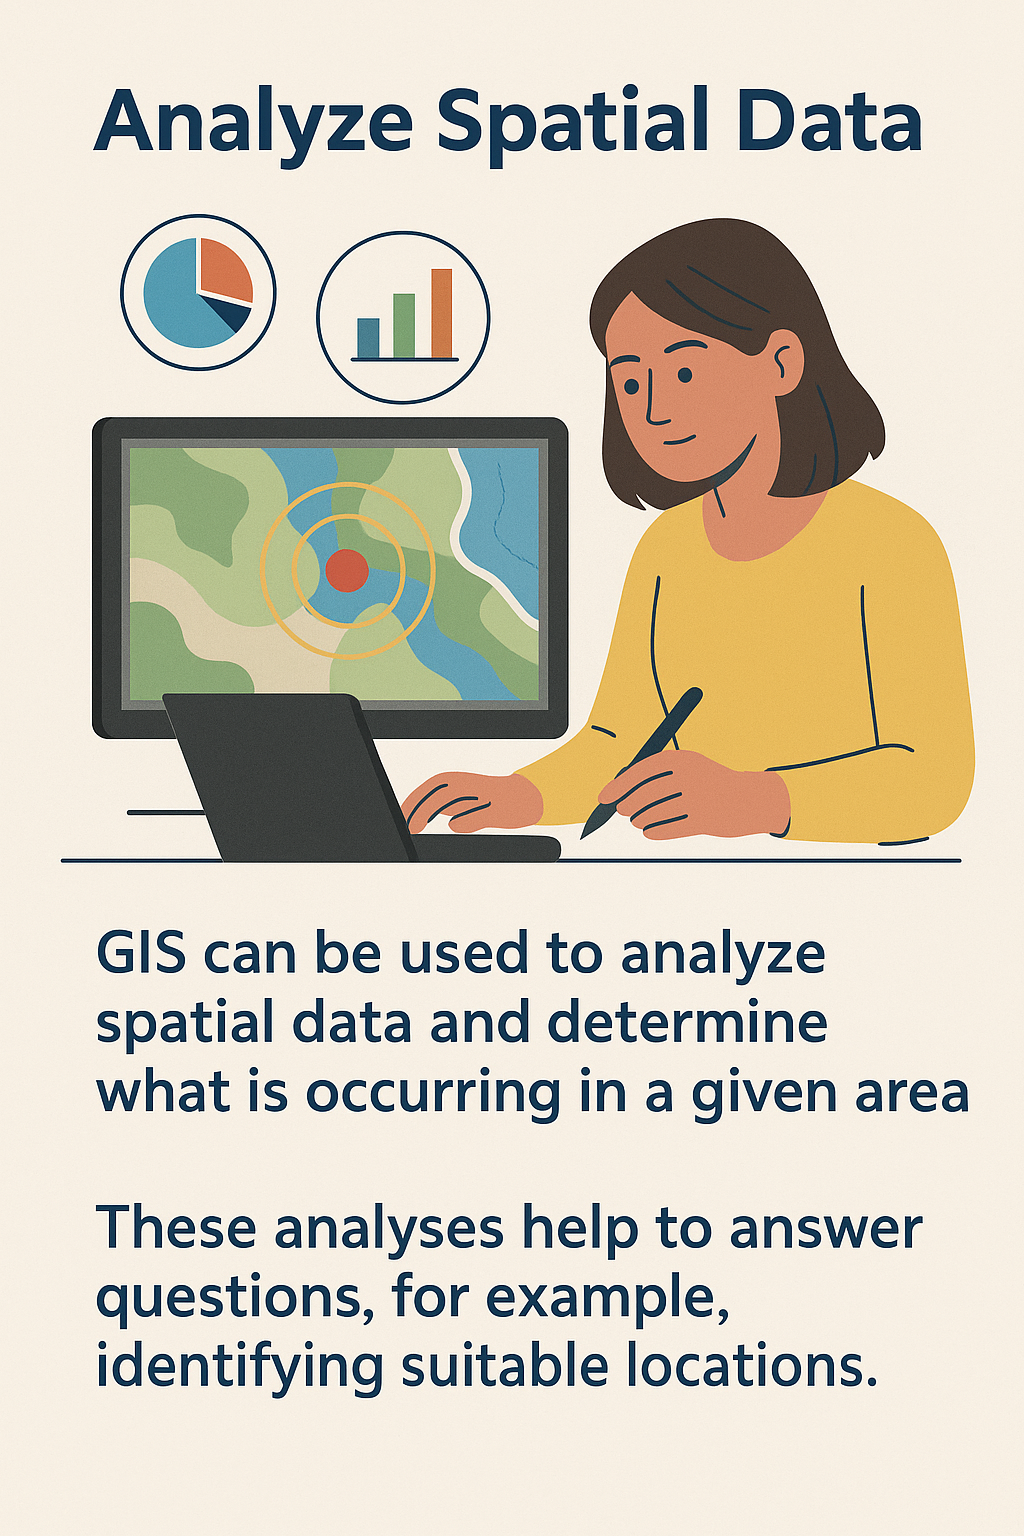 Analyze Spatial Data
GIS can be used to analyze
spatial data and determine
what is occurring in a given area
These analyses help to answer
questions, for example,
identifying suitable locations.